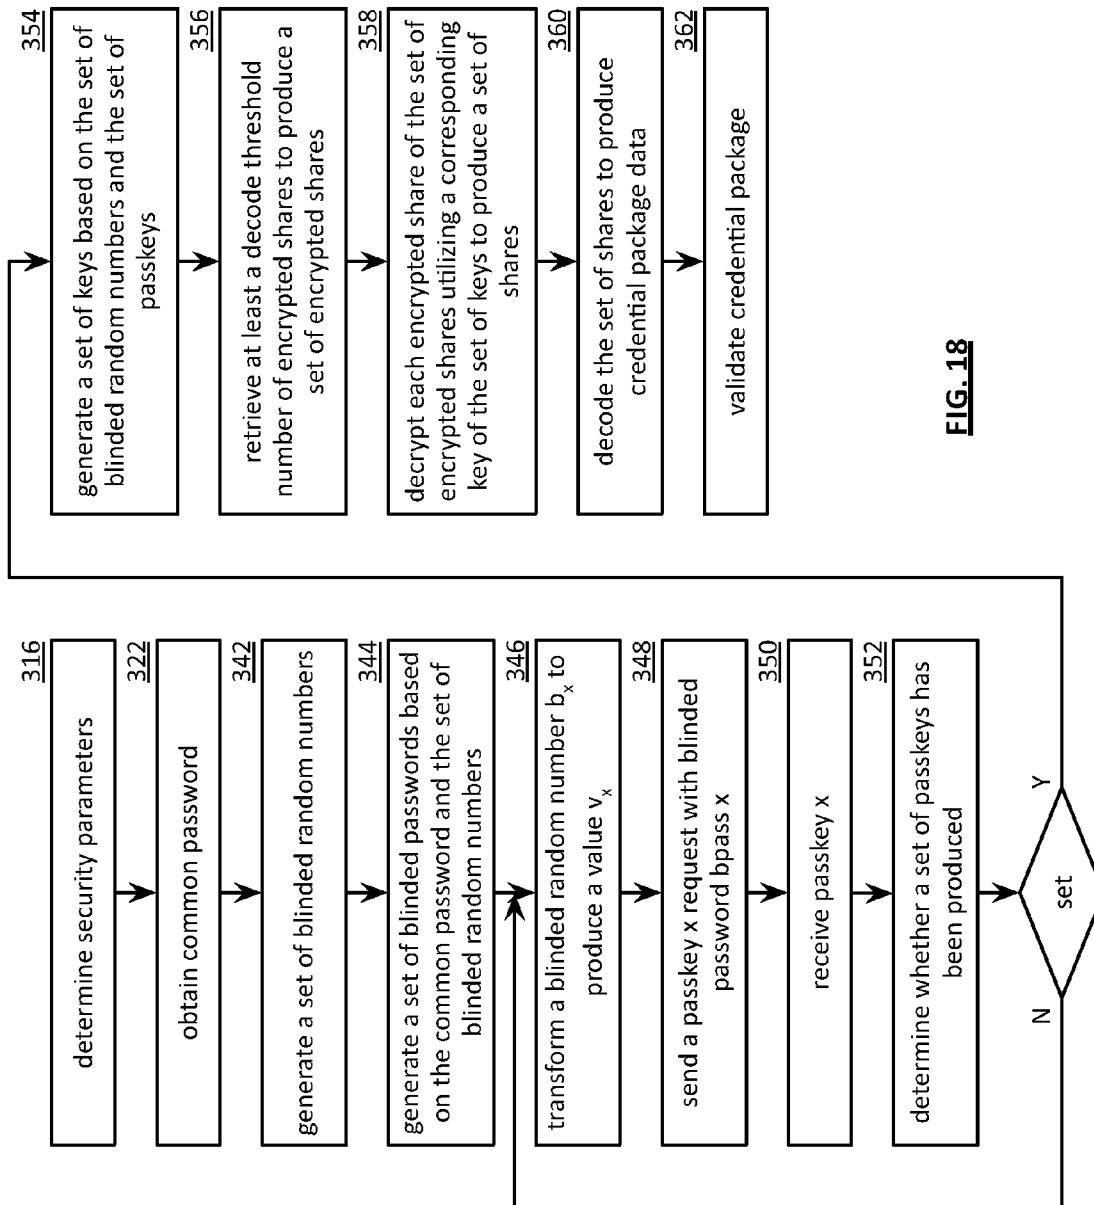 316
determine security parameters
322
obtain common password
342
generate a set of blinded random numbers
344
generate a set of blinded passwords based
on the common password and the set of
blinded random numbers
346
transform a blinded random number b_x to
produce a value v_x
348
send a passkey x request with blinded
password bpass x
350
receive passkey x
352
determine whether a set of passkeys has
been produced
N
set
Y
354
generate a set of keys based on the set of
blinded random numbers and the set of
passkeys
356
retrieve at least a decode threshold
number of encrypted shares to produce a
set of encrypted shares
358
decrypt each encrypted share of the set of
encrypted shares utilizing a corresponding
key of the set of keys to produce a set of
shares
360
decode the set of shares to produce
credential package data
362
validate credential package
FIG. 18